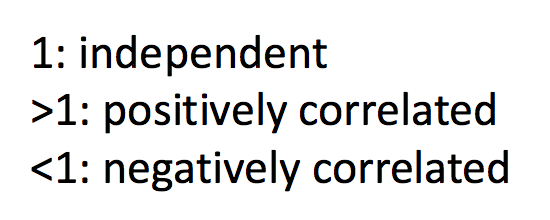 1: independent
>1: positively correlated
<1: negatively correlated